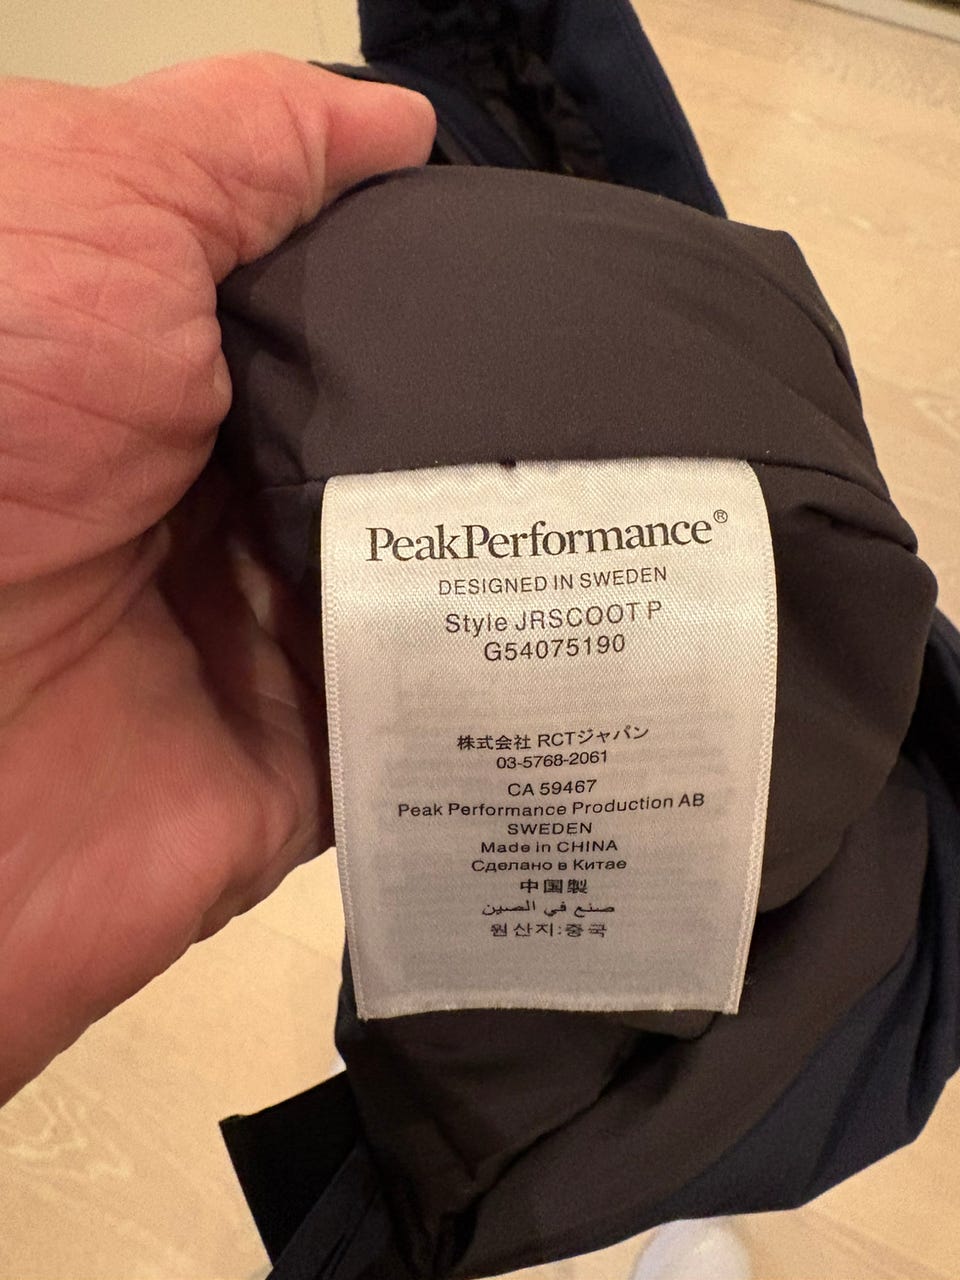 PeakPerformance®
DESIGNED IN SWEDEN
Style JRSCOOT P
G54075190
株式会社 RCTジャパン
03-5768-2061
CA 59467
Peak Performance Production AB
SWEDEN
Made in CHINA
Сделано в Китае
中国製
صنع في الصين
원산지:중국